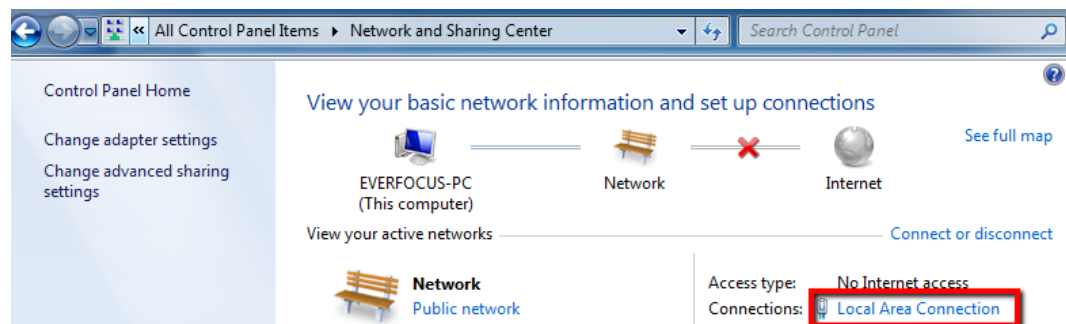 « All Control Panel Items ▸ Network and Sharing Center
Search Control Panel
Control Panel Home
Change adapter settings
Change advanced sharing
settings
View your basic network information and set up connections
See full map
EVERFOCUS-PC
(This computer)
Network
Internet
View your active networks
Connect or disconnect
Network
Public network
Access type: No Internet access
Connections: Local Area Connection